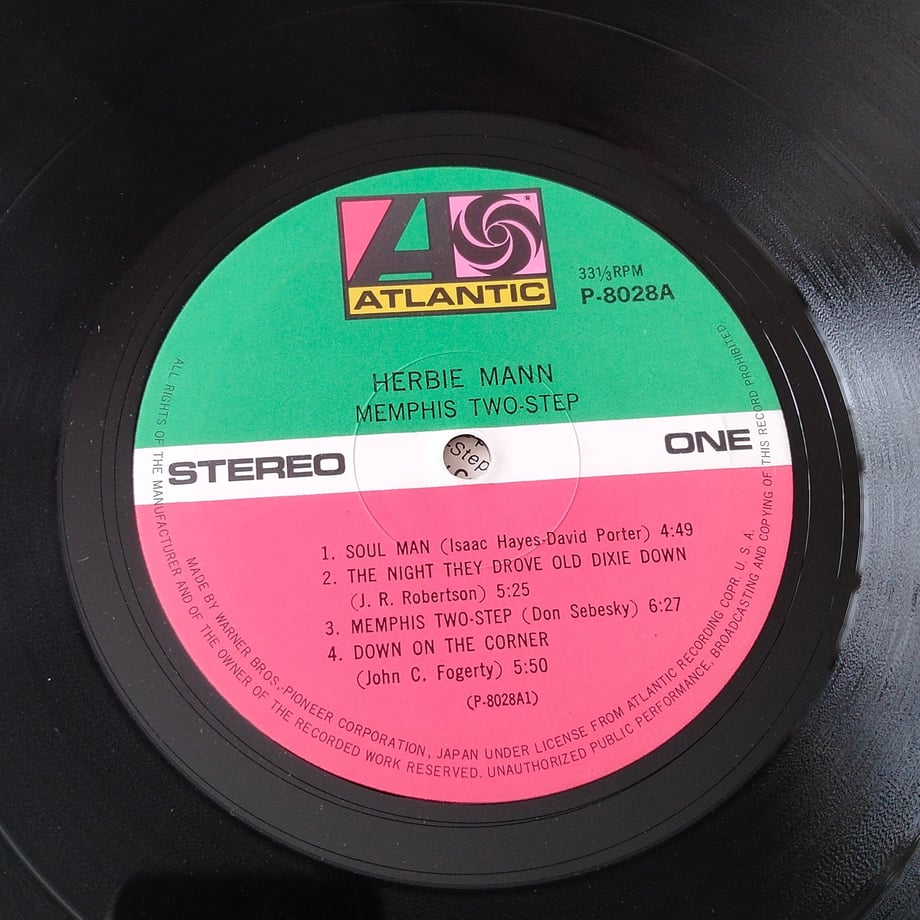 ATLANTIC
33⅓RPM
P-8028A
HERBIE MANN
MEMPHIS TWO-STEP
STEREO
ONE
Step
1. SOUL MAN (Isaac Hayes-David Porter) 4:49
2. THE NIGHT THEY DROVE OLD DIXIE DOWN
(J. R. Robertson) 5:25
3. MEMPHIS TWO-STEP (Don Sebesky) 6:27
4. DOWN ON THE CORNER
(John C. Fogerty) 5:50
(P-8028A1)
MADE BY WARNER BROS.-PIONEER CORPORATION, JAPAN UNDER LICENSE FROM ATLANTIC RECORDING COPR. U. S. A.
ALL RIGHTS OF THE MANUFACTURER AND OF THE OWNER OF THE RECORDED WORK RESERVED. UNAUTHORIZED PUBLIC PERFORMANCE, BROADCASTING AND COPYING OF THIS RECORD PROHIBITED